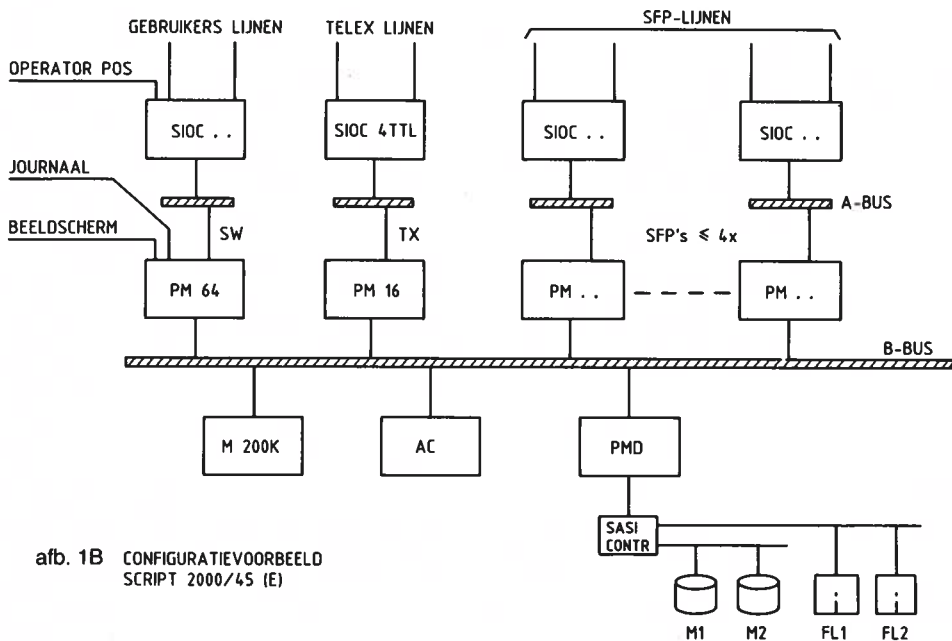 GEBRUIKERS LIJNEN
TELEX LIJNEN
SFP-LIJNEN
OPERATOR POS
SIOC . .
SIOC 4TTL
SIOC . .
SIOC . .
JOURNAAL
A-BUS
BEELDSCHERM
SW
TX
SFP's ≤ 4x
PM 64
PM 16
PM . .
PM . .
B-BUS
M 200K
AC
PMD
SASI
CONTR
afb. 1B CONFIGURATIEVOORBEELD
SCRIPT 2000/45 (E)
M1
M2
FL1
FL2